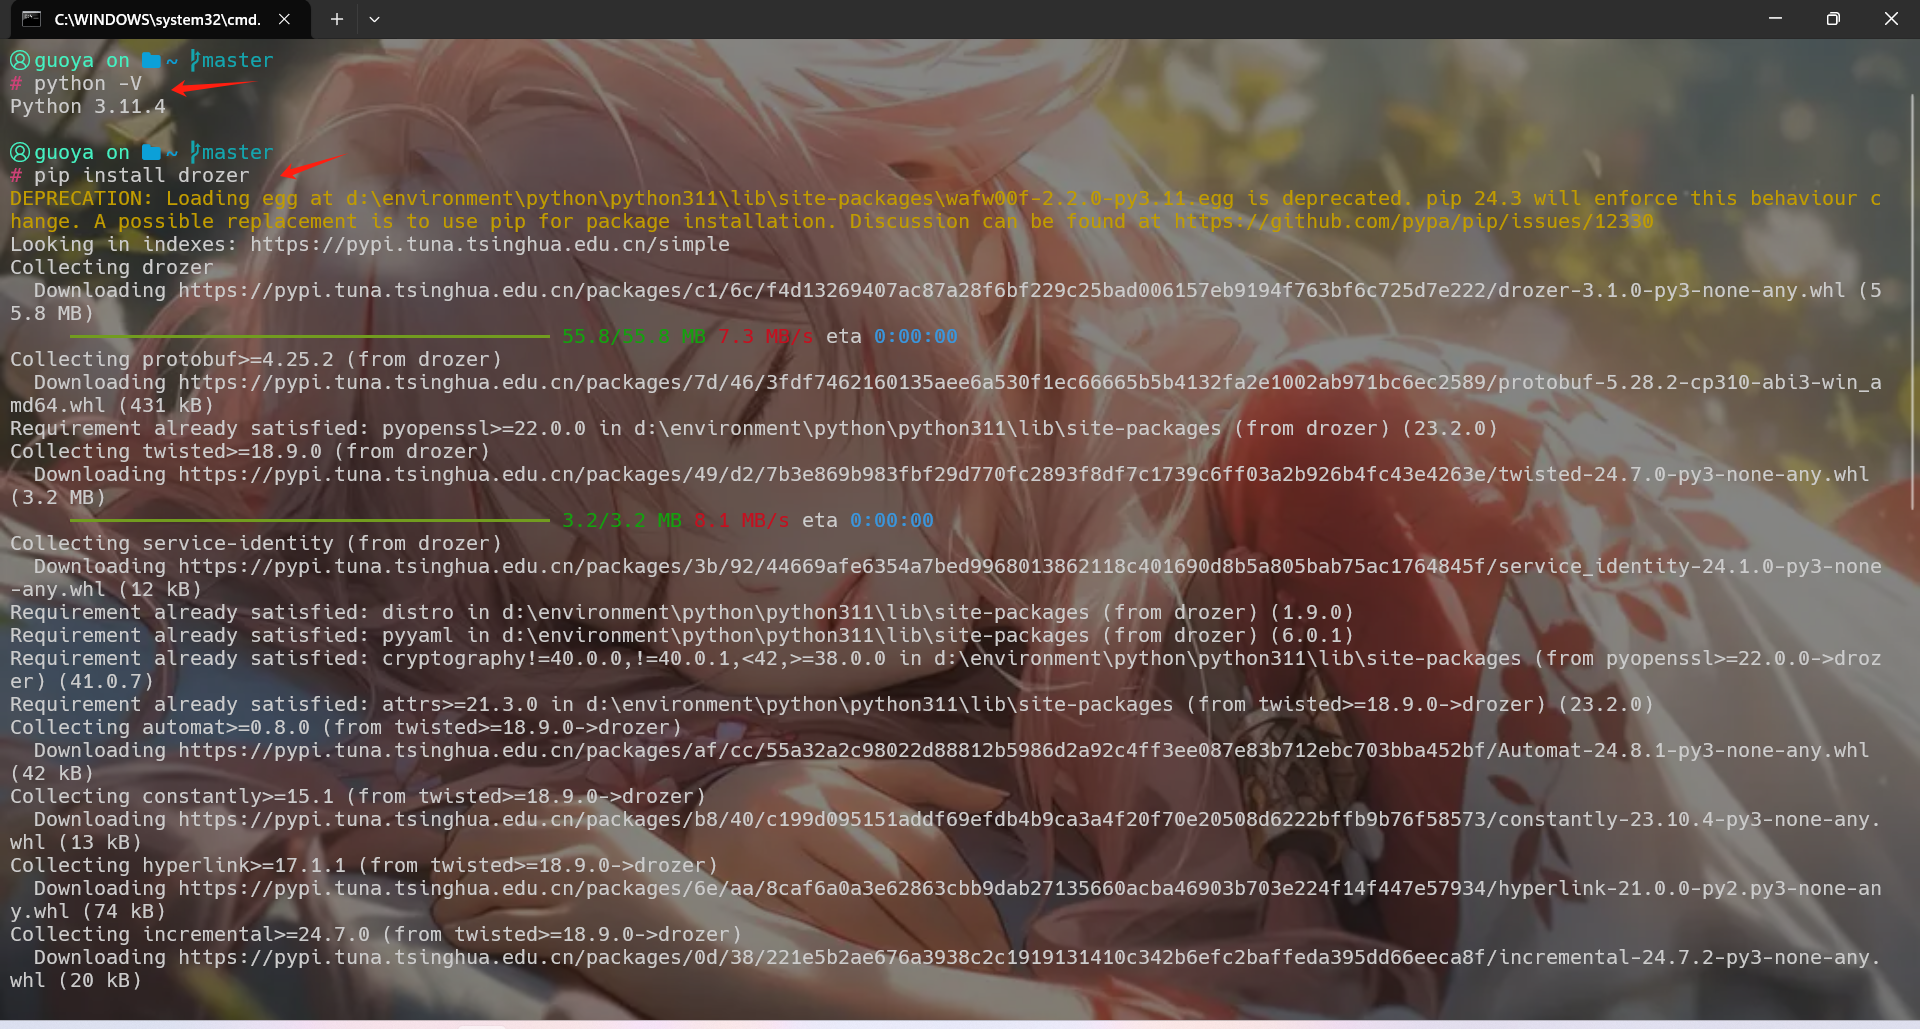 C:\WINDOWS\system32\cmd.
guoya on ~ master
# python -V
Python 3.11.4
guoya on ~ master
# pip install drozer
DEPRECATION: Loading egg at d:\environment\python\python311\lib\site-packages\wafw00f-2.2.0-py3.11.egg is deprecated. pip 24.3 will enforce this behaviour c
hange. A possible replacement is to use pip for package installation. Discussion can be found at https://github.com/pypa/pip/issues/12330
Looking in indexes: https://pypi.tuna.tsinghua.edu.cn/simple
Collecting drozer
  Downloading https://pypi.tuna.tsinghua.edu.cn/packages/c1/6c/f4d13269407ac87a28f6bf229c25bad006157eb9194f763bf6c725d7e222/drozer-3.1.0-py3-none-any.whl (5
5.8 MB)
55.8/55.8 MB 7.3 MB/s eta 0:00:00
Collecting protobuf>=4.25.2 (from drozer)
  Downloading https://pypi.tuna.tsinghua.edu.cn/packages/7d/46/3fdf7462160135aee6a530f1ec66665b5b4132fa2e1002ab971bc6ec2589/protobuf-5.28.2-cp310-abi3-win_a
md64.whl (431 kB)
Requirement already satisfied: pyopenssl>=22.0.0 in d:\environment\python\python311\lib\site-packages (from drozer) (23.2.0)
Collecting twisted>=18.9.0 (from drozer)
  Downloading https://pypi.tuna.tsinghua.edu.cn/packages/49/d2/7b3e869b983fbf29d770fc2893f8df7c1739c6ff03a2b926b4fc43e4263e/twisted-24.7.0-py3-none-any.whl
(3.2 MB)
3.2/3.2 MB 8.1 MB/s eta 0:00:00
Collecting service-identity (from drozer)
  Downloading https://pypi.tuna.tsinghua.edu.cn/packages/3b/92/44669afe6354a7bed9968013862118c401690d8b5a805bab75ac1764845f/service_identity-24.1.0-py3-none
-any.whl (12 kB)
Requirement already satisfied: distro in d:\environment\python\python311\lib\site-packages (from drozer) (1.9.0)
Requirement already satisfied: pyyaml in d:\environment\python\python311\lib\site-packages (from drozer) (6.0.1)
Requirement already satisfied: cryptography!=40.0.0,!=40.0.1,<42,>=38.0.0 in d:\environment\python\python311\lib\site-packages (from pyopenssl>=22.0.0->droz
er) (41.0.7)
Requirement already satisfied: attrs>=21.3.0 in d:\environment\python\python311\lib\site-packages (from twisted>=18.9.0->drozer) (23.2.0)
Collecting automat>=0.8.0 (from twisted>=18.9.0->drozer)
  Downloading https://pypi.tuna.tsinghua.edu.cn/packages/af/cc/55a32a2c98022d88812b5986d2a92c4ff3ee087e83b712ebc703bba452bf/Automat-24.8.1-py3-none-any.whl
(42 kB)
Collecting constantly>=15.1 (from twisted>=18.9.0->drozer)
  Downloading https://pypi.tuna.tsinghua.edu.cn/packages/b8/40/c199d095151addf69efdb4b9ca3a4f20f70e20508d6222bffb9b76f58573/constantly-23.10.4-py3-none-any.
whl (13 kB)
Collecting hyperlink>=17.1.1 (from twisted>=18.9.0->drozer)
  Downloading https://pypi.tuna.tsinghua.edu.cn/packages/6e/aa/8caf6a0a3e62863cbb9dab27135660acba46903b703e224f14f447e57934/hyperlink-21.0.0-py2.py3-none-an
y.whl (74 kB)
Collecting incremental>=24.7.0 (from twisted>=18.9.0->drozer)
  Downloading https://pypi.tuna.tsinghua.edu.cn/packages/0d/38/221e5b2ae676a3938c2c1919131410c342b6efc2baffeda395dd66eeca8f/incremental-24.7.2-py3-none-any.
whl (20 kB)